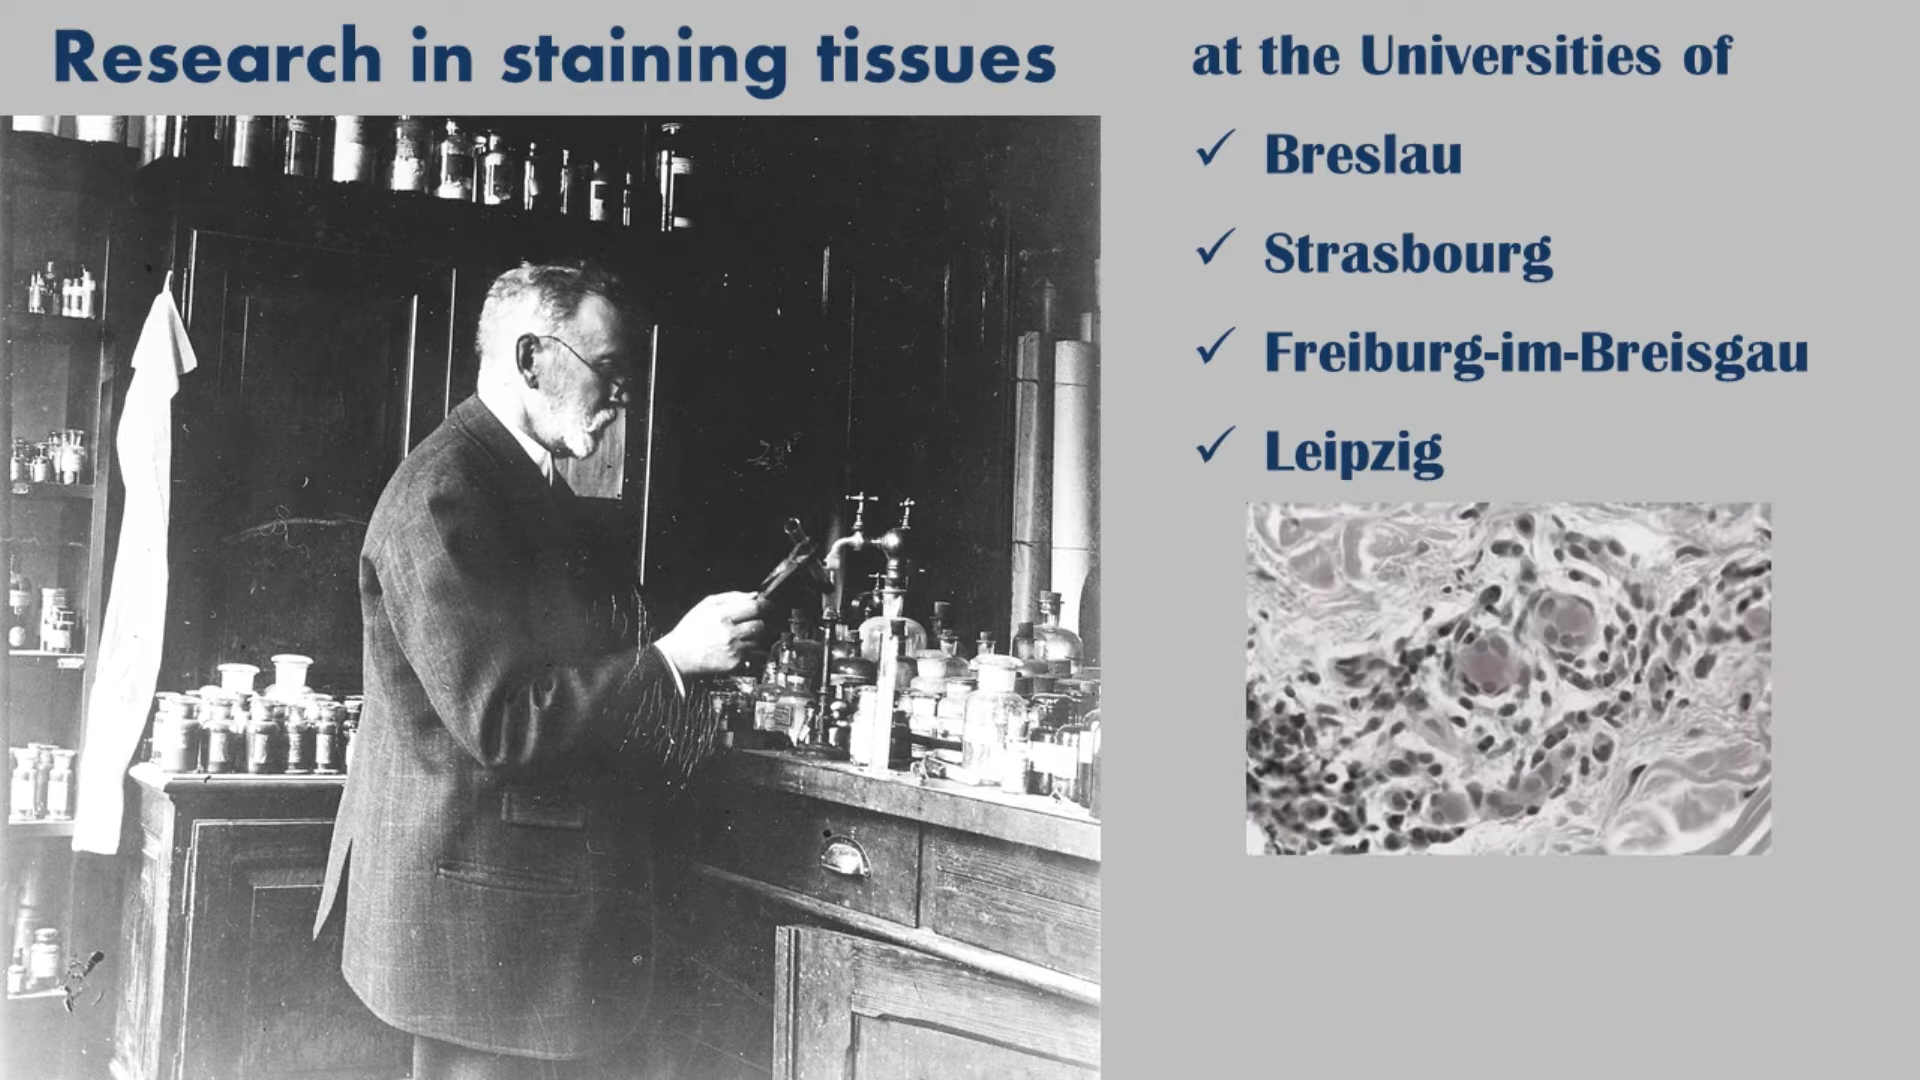 Research in staining tissues
at the Universities of
✓ Breslau
✓ Strasbourg
✓ Freiburg-im-Breisgau
✓ Leipzig